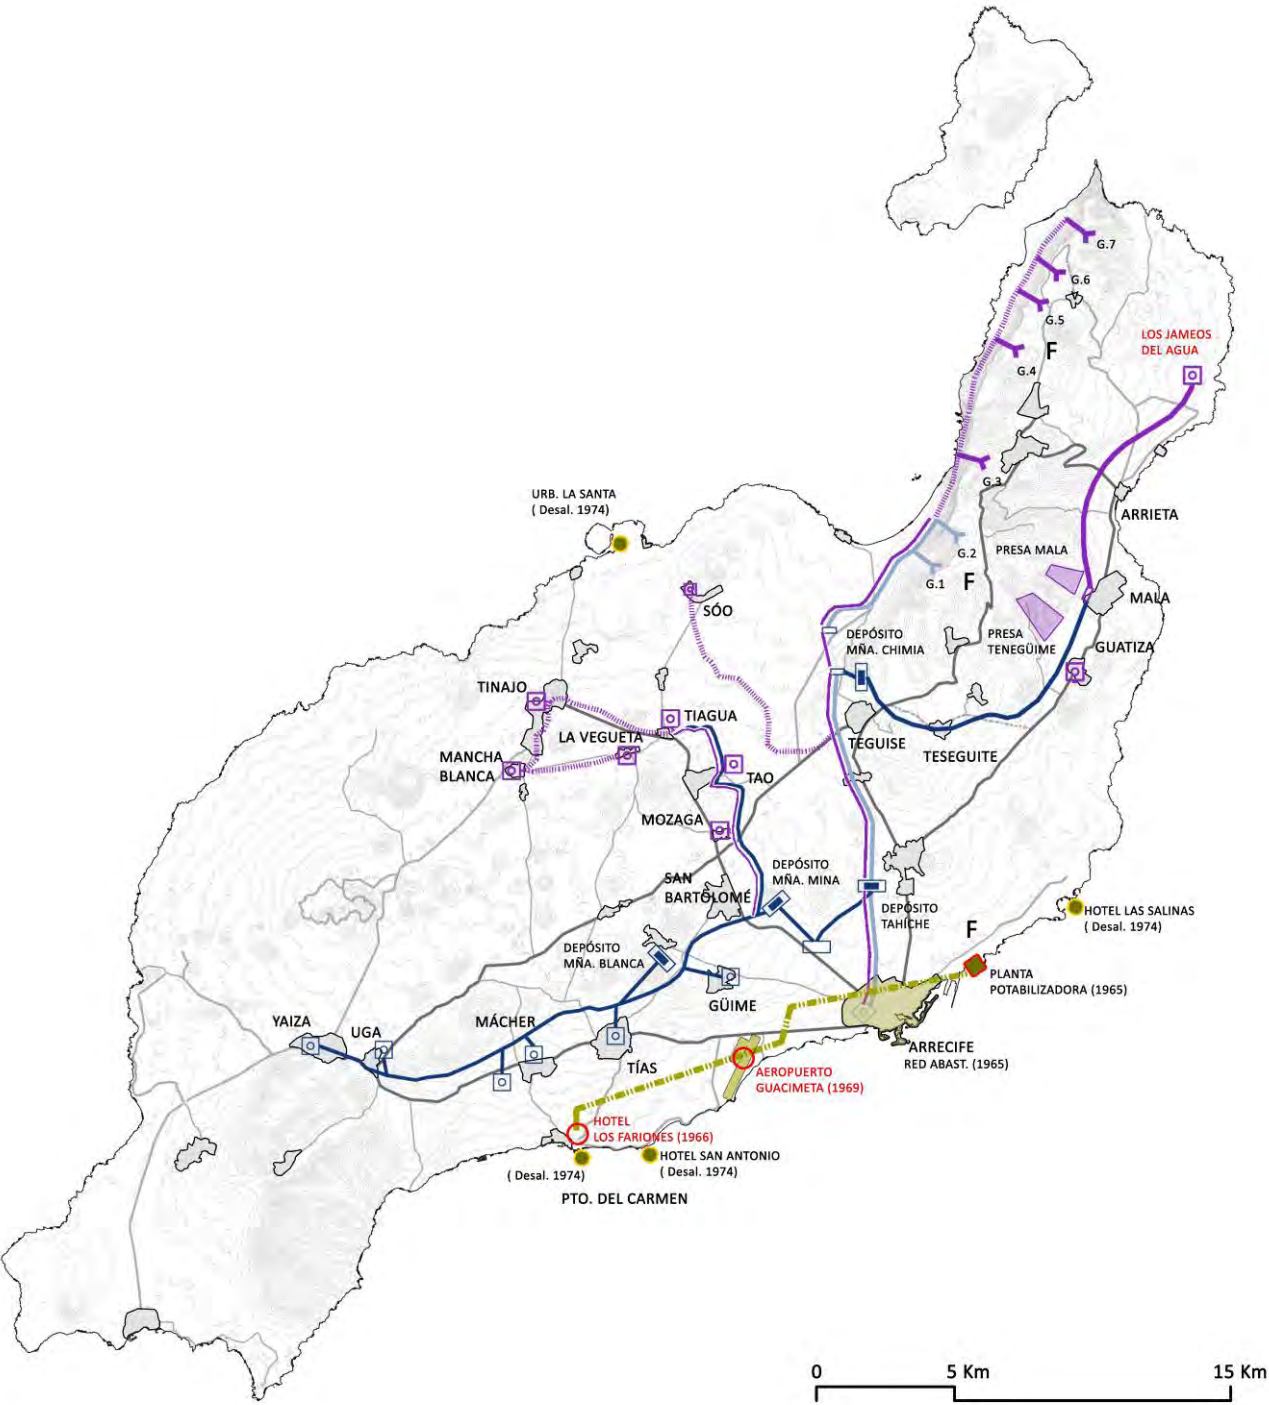 G.7
G.6
G.5
LOS JAMEOS
DEL AGUA
F
G.4
G.3
URB. LA SANTA
( Desal. 1974)
ARRIETA
G.2
PRESA MALA
G.1
F
MALA
SÓO
DEPÓSITO
MÑA. CHIMIA
PRESA
TENEGÜIME
GUATIZA
TINAJO
TIAGUA
LA VEGUETA
TEGUISE
TESEGUITE
MANCHA
BLANCA
TAO
MOZAGA
DEPÓSITO
MÑA. MINA
SAN
BARTOLOMÉ
DEPÓSITO
TAHÍCHE
HOTEL LAS SALINAS
( Desal. 1974)
F
DEPÓSITO
MÑA. BLANCA
PLANTA
POTABILIZADORA (1965)
GÜIME
YAIZA
UGA
MÁCHER
ARRECIFE
RED ABAST. (1965)
TÍAS
AEROPUERTO
GUACIMETA (1969)
HOTEL
LOS FARIONES (1966)
HOTEL SAN ANTONIO
( Desal. 1974)
( Desal. 1974)
PTO. DEL CARMEN
0 5 Km 15 Km